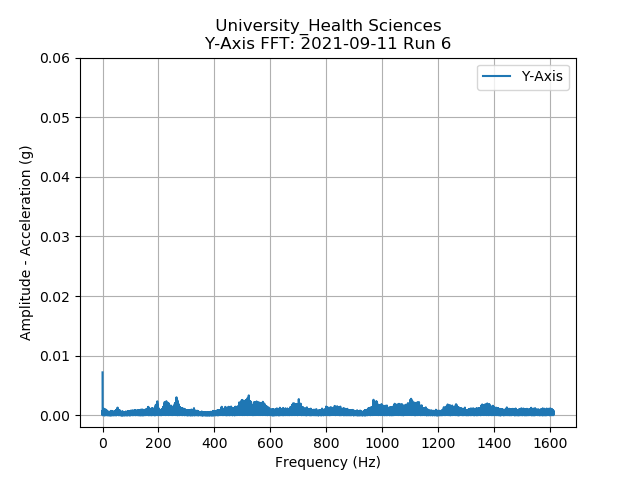 University_Health Sciences
Y-Axis FFT: 2021-09-11 Run 6
Y-Axis
0.06
0.05
0.04
0.03
0.02
0.01
0.00
Amplitude - Acceleration (g)
0 200 400 600 800 1000 1200 1400 1600
Frequency (Hz)